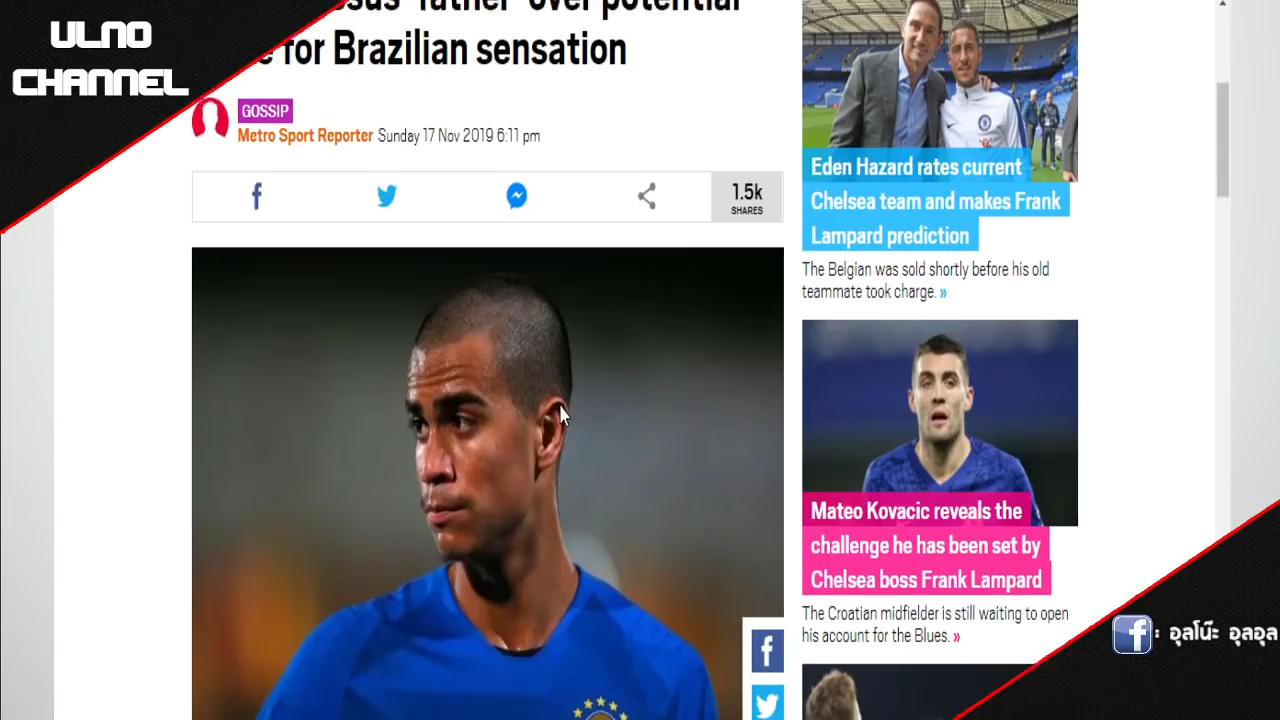 ULNO
CHANNEL
for Brazilian sensation
GOSSIP
Metro Sport Reporter Sunday 17 Nov 2019 6:11 pm
1.5k
SHARES
Eden Hazard rates current
Chelsea team and makes Frank
Lampard prediction
The Belgian was sold shortly before his old
teammate took charge. »
Mateo Kovacic reveals the
challenge he has been set by
Chelsea boss Frank Lampard
The Croatian midfielder is still waiting to open
his account for the Blues. »
: อุลโน๊ะ อุลอุล